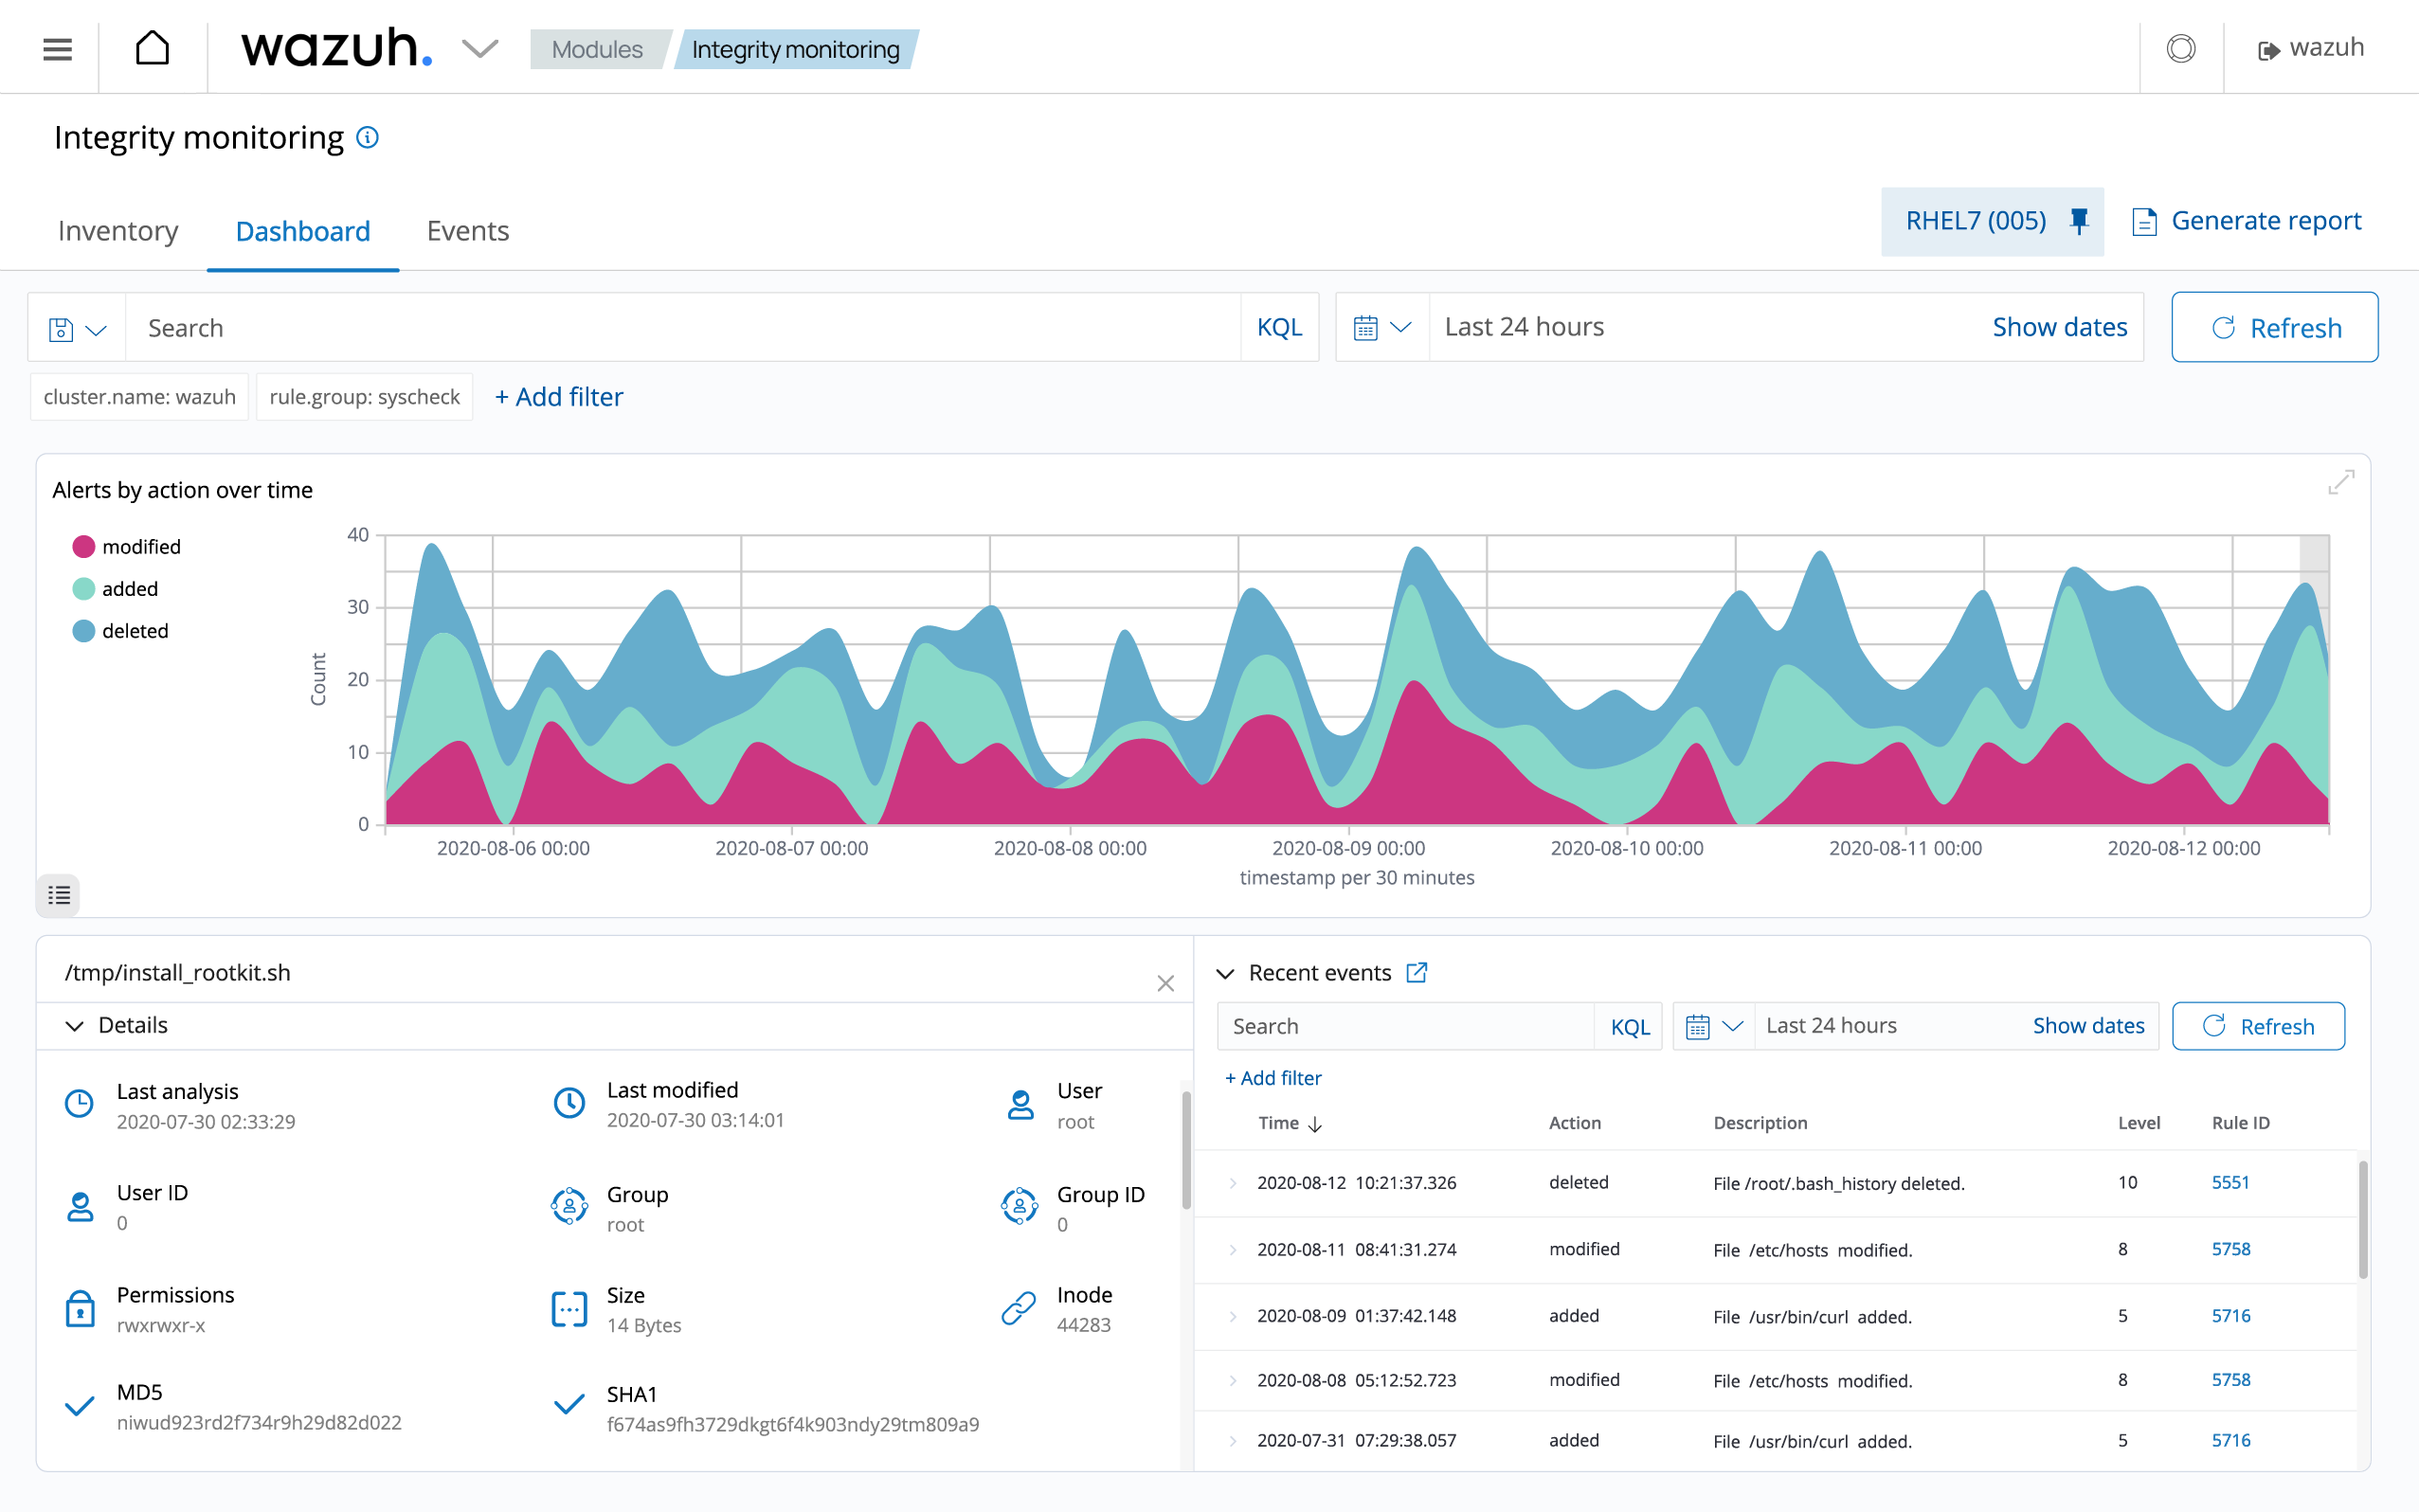 wazuh.
Modules
Integrity monitoring
wazuh
Integrity monitoring
Inventory
Dashboard
Events
RHEL7 (005)
Generate report
Search
KQL
Last 24 hours
Show dates
Refresh
cluster.name: wazuh
rule.group: syscheck
+ Add filter
Alerts by action over time
modified
added
deleted
Count
40
30
20
10
0
2020-08-06 00:00
2020-08-07 00:00
2020-08-08 00:00
2020-08-09 00:00
2020-08-10 00:00
2020-08-11 00:00
2020-08-12 00:00
timestamp per 30 minutes
/tmp/install_rootkit.sh
Details
Last analysis
2020-07-30 02:33:29
Last modified
2020-07-30 03:14:01
User
root
User ID
0
Group
root
Group ID
0
Permissions
rwxrwxr-x
Size
14 Bytes
Inode
44283
MD5
niwud923rd2f734r9h29d82d022
SHA1
f674as9fh3729dkgt6f4k903ndy29tm809a9
Recent events
Search
KQL
Last 24 hours
Show dates
Refresh
+ Add filter
Time Action Description Level Rule ID
2020-08-12 10:21:37.326 deleted File /root/.bash_history deleted. 10 5551
2020-08-11 08:41:31.274 modified File /etc/hosts modified. 8 5758
2020-08-09 01:37:42.148 added File /usr/bin/curl added. 5 5716
2020-08-08 05:12:52.723 modified File /etc/hosts modified. 8 5758
2020-07-31 07:29:38.057 added File /usr/bin/curl added. 5 5716